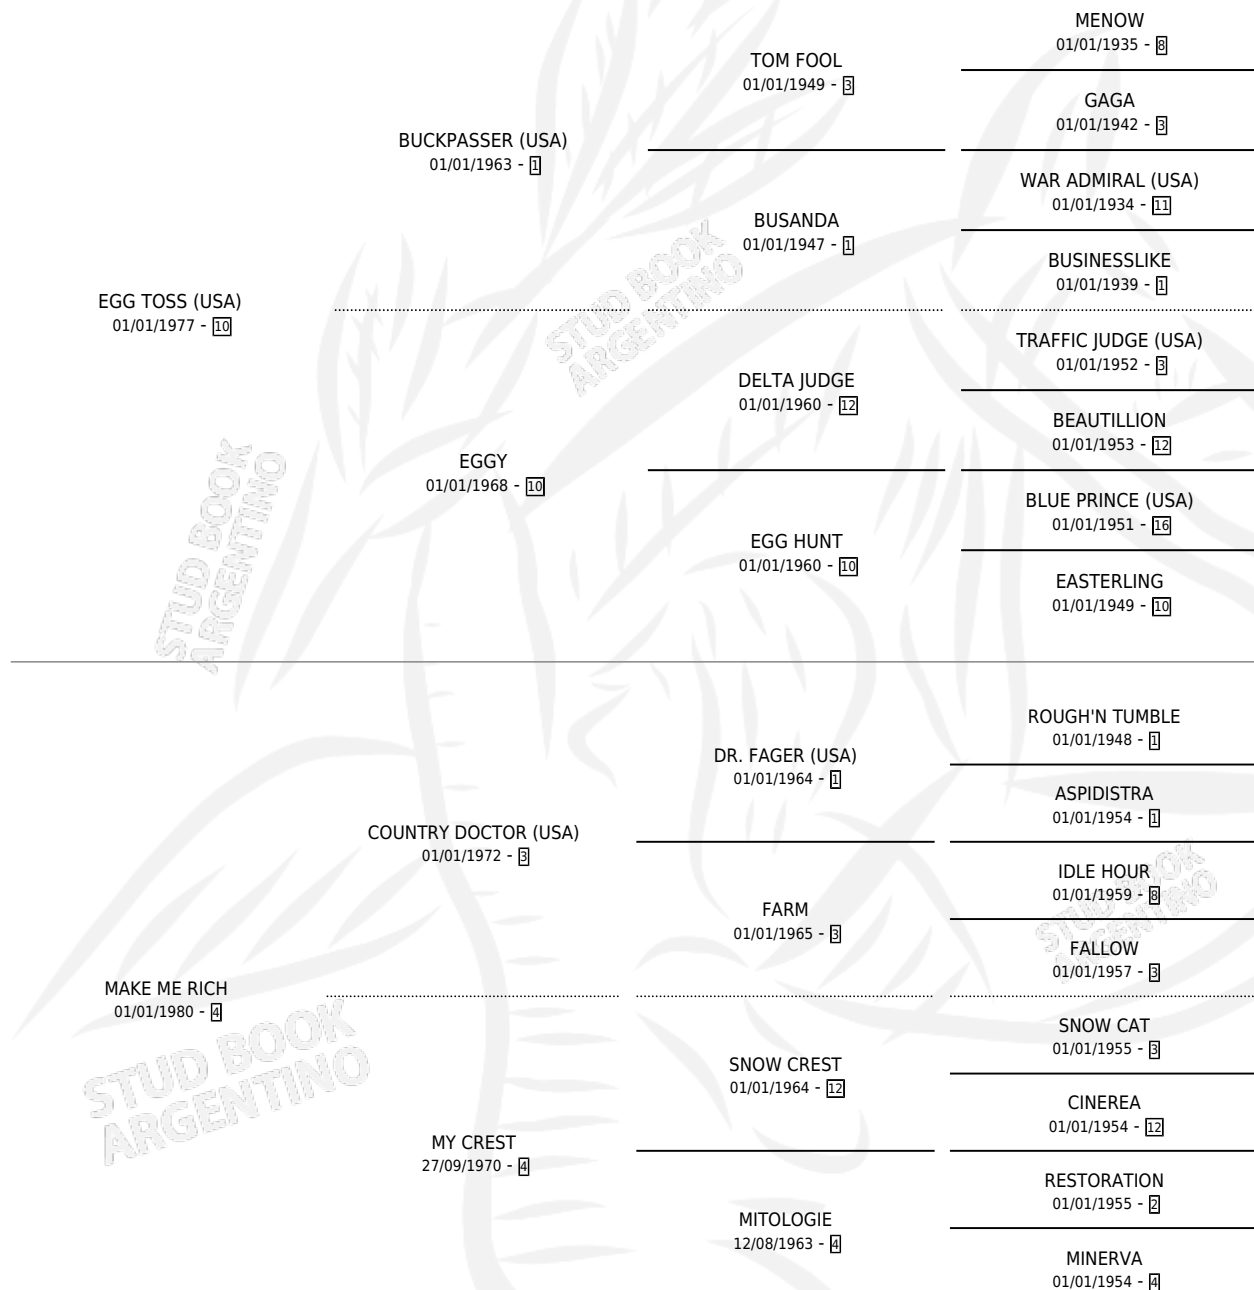 MENOW
01/01/1935 - 8
TOM FOOL
01/01/1949 - 3
GAGA
01/01/1942 - 3
BUCKPASSER (USA)
01/01/1963 - 1
WAR ADMIRAL (USA)
01/01/1934 - 11
BUSANDA
01/01/1947 - 1
BUSINESSLIKE
01/01/1939 - 1
EGG TOSS (USA)
01/01/1977 - 10
TRAFFIC JUDGE (USA)
01/01/1952 - 3
DELTA JUDGE
01/01/1960 - 12
BEAUTILLION
01/01/1953 - 12
EGGY
01/01/1968 - 10
BLUE PRINCE (USA)
01/01/1951 - 16
EGG HUNT
01/01/1960 - 10
EASTERLING
01/01/1949 - 10
ROUGH'N TUMBLE
01/01/1948 - 1
DR. FAGER (USA)
01/01/1964 - 1
ASPIDISTRA
01/01/1954 - 1
COUNTRY DOCTOR (USA)
01/01/1972 - 3
IDLE HOUR
01/01/1959 - 8
FARM
01/01/1965 - 3
FALLOW
01/01/1957 - 3
MAKE ME RICH
01/01/1980 - 4
SNOW CAT
01/01/1955 - 3
SNOW CREST
01/01/1964 - 12
CINEREA
01/01/1954 - 12
MY CREST
27/09/1970 - 4
RESTORATION
01/01/1955 - 2
MITOLOGIE
12/08/1963 - 4
MINERVA
01/01/1954 - 4
STUD BOOK
ARGENTINO
STUD BOOK
ARGENTINO
STUD BOOK
ARGENTINO
STUD BOOK
ARGENTINO